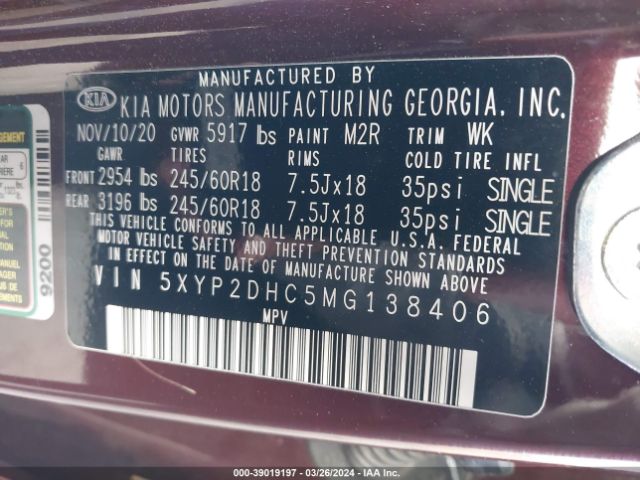 MANUFACTURED BY
KIA KIA MOTORS MANUFACTURING GEORGIA, INC.
NOV/10/20 GVWR 5917 lbs PAINT M2R TRIM WK
GAWR TIRES RIMS COLD TIRE INFL
FRONT 2954 lbs 245/60R18 7.5Jx18 35psi SINGLE
REAR 3196 lbs 245/60R18 7.5Jx18 35psi SINGLE
THIS VEHICLE CONFORMS TO ALL APPLICABLE U.S.A. FEDERAL
MOTOR VEHICLE SAFETY AND THEFT PREVENTION STANDARDS
IN EFFECT ON THE DATE OF MANUFACTURE SHOWN ABOVE
VIN 5XYP2DHC5MG138406
MPV
9200
000-39019197 - 03/26/2024 - IAA Inc.